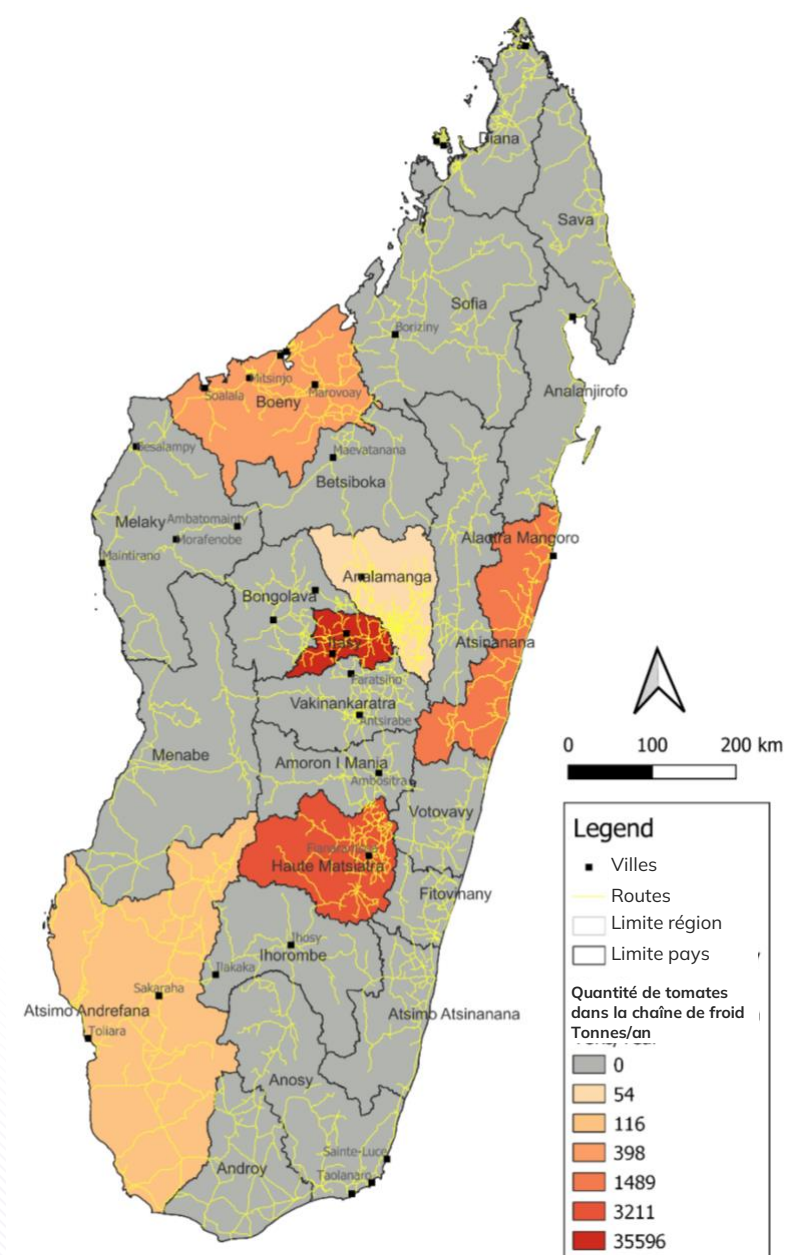 Diana
Sava
Sofia
Boriziny
Mitsinjo
Soalala
Marovoay
Boeny
Analanjirofo
Besalampy
Maevatanana
Betsiboka
Melaky
Ambatomainty
Morafenobe
Alaotra Mangoro
Maintirano
Analamanga
Bongolava
Itasy
Atsinanana
Faratsiho
Vakinankaratra
Antsirabe
0 100 200 km
Menabe
Amoron I Mania
Ambositra
Votovavy
Legend
Villes
Fianarantsoa
Haute Matsiatra
Routes
Fitovinany
Limite région
Ihosy
Limite pays
Ihorombe
Ilakaka
Sakaraha
Quantité de tomates
dans la chaîne de froid
Tonnes/an
Atsimo Andrefana
Atsimo Atsinanana
Toliara
0
Anosy
54
116
Sainte-Luce
398
Androy
Taolanaro
1489
3211
35596